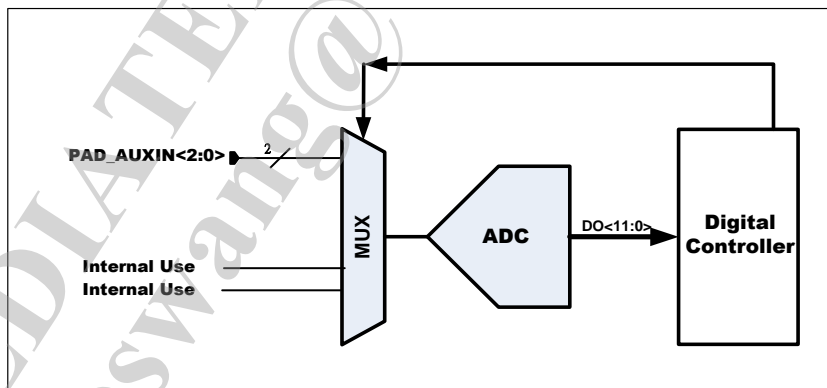 PAD_AUXIN<2:0>
2
MUX
ADC
DO<11:0>
Digital
Controller
Internal Use
Internal Use